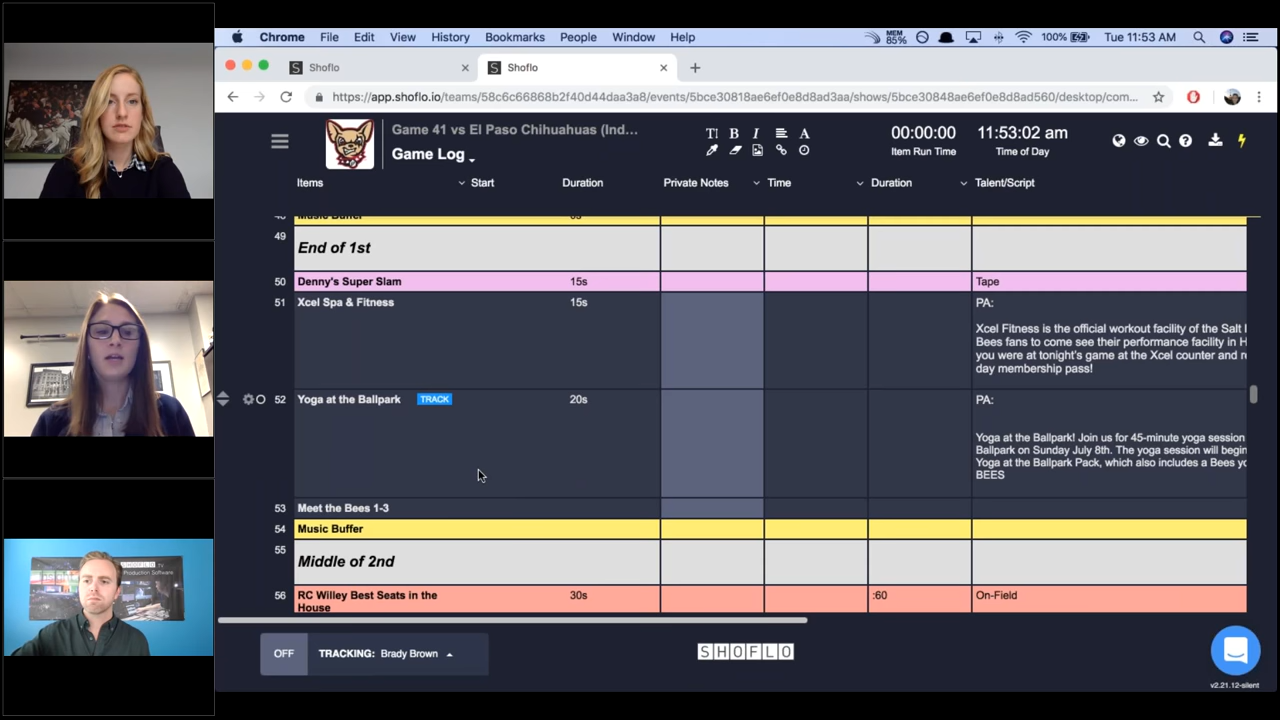 Chrome File Edit View History Bookmarks People Window Help MEM 85% 100% Tue 11:53 AM
Shoflo Shoflo
https://app.shoflo.io/teams/58c6c66868b2f40d44daa3a8/events/5bce30818ae6ef0e8d8ad3aa/shows/5bce30848ae6ef0e8d8ad560/desktop/com...
Game 41 vs El Paso Chihuahuas (Ind...
Game Log
00:00:00 11:53:02 am
Item Run Time Time of Day
Items Start Duration Private Notes Time Duration Talent/Script
48 Music Buffer
49 End of 1st
50 Denny's Super Slam 15s Tape
51 Xcel Spa & Fitness 15s PA:
Xcel Fitness is the official workout facility of the Salt
Bees fans to come see their performance facility in H
you were at tonight's game at the Xcel counter and re
day membership pass!
52 Yoga at the Ballpark TRACK 20s PA:
Yoga at the Ballpark! Join us for 45-minute yoga session
Ballpark on Sunday July 8th. The yoga session will begin
Yoga at the Ballpark Pack, which also includes a Bees yo
BEES
53 Meet the Bees 1-3
54 Music Buffer
55 Middle of 2nd
56 RC Willey Best Seats in the 30s :60 On-Field
House
OFF TRACKING: Brady Brown
SHOFLO
v2.21.12-silent